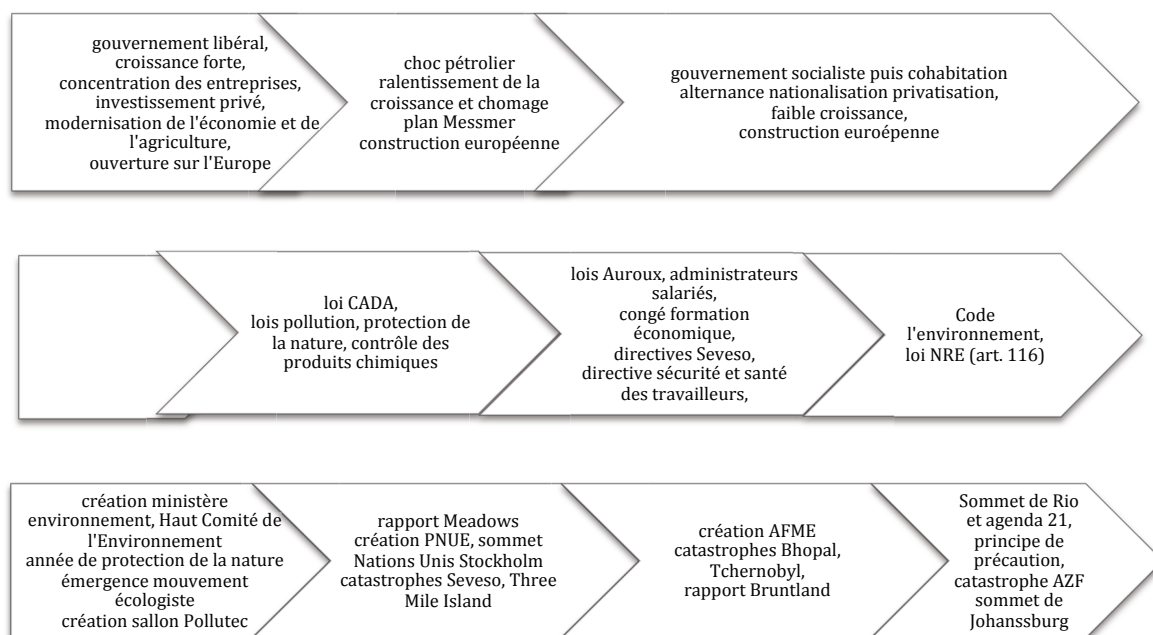 gouvernement libéral,
croissance forte,
concentration des entreprises,
investissement privé,
modernisation de l'économie et de
l'agriculture,
ouverture sur l'Europe
choc pétrolier
ralentissement de la
croissance et chomage
plan Messmer
construction européenne
gouvernement socialiste puis cohabitation
alternance nationalisation privatisation,
faible croissance,
construction euroépenne
loi CADA,
lois pollution, protection de
la nature, contrôle des
produits chimiques
lois Auroux, administrateurs
salariés,
congé formation
économique,
directives Seveso,
directive sécurité et santé
des travailleurs,
Code
l'environnement,
loi NRE (art. 116)
création ministère
environnement, Haut Comité de
l'Environnement
année de protection de la nature
émergence mouvement
écologiste
création sallon Pollutec
rapport Meadows
création PNUE, sommet
Nations Unis Stockholm
catastrophes Seveso, Three
Mile Island
création AFME
catastrophes Bhopal,
Tchernobyl,
rapport Bruntland
Sommet de Rio
et agenda 21,
principe de
précaution,
catastrophe AZF
sommet de
Johanssburg